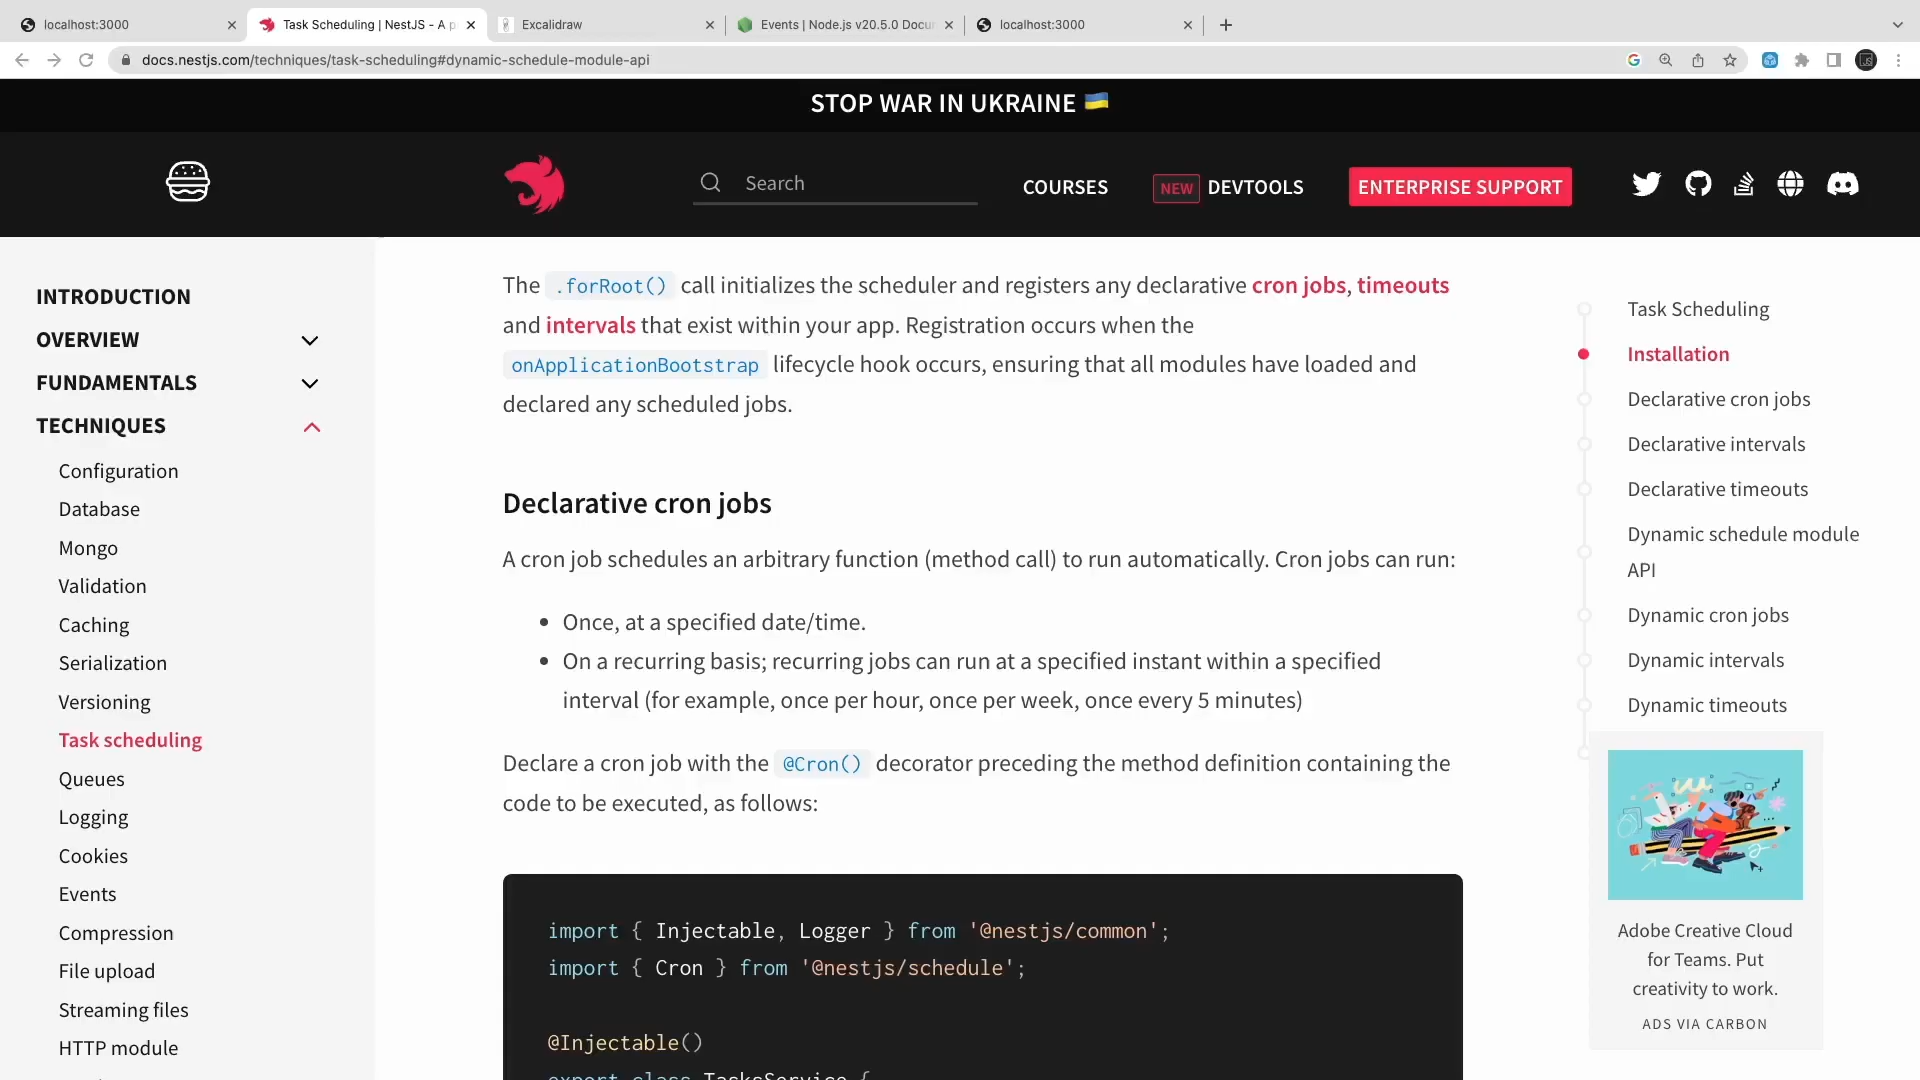 localhost:3000
Task Scheduling | NestJS - A p
Excalidraw
Events | Node.js v20.5.0 Docu
localhost:3000
docs.nestjs.com/techniques/task-scheduling#dynamic-schedule-module-api
STOP WAR IN UKRAINE 🇺🇦
Search
COURSES
NEW DEVTOOLS
ENTERPRISE SUPPORT
INTRODUCTION
OVERVIEW
FUNDAMENTALS
TECHNIQUES
Configuration
Database
Mongo
Validation
Caching
Serialization
Versioning
Task scheduling
Queues
Logging
Cookies
Events
Compression
File upload
Streaming files
HTTP module
The .forRoot() call initializes the scheduler and registers any declarative cron jobs, timeouts
and intervals that exist within your app. Registration occurs when the
onApplicationBootstrap lifecycle hook occurs, ensuring that all modules have loaded and
declared any scheduled jobs.
Declarative cron jobs
A cron job schedules an arbitrary function (method call) to run automatically. Cron jobs can run:
• Once, at a specified date/time.
• On a recurring basis; recurring jobs can run at a specified instant within a specified
interval (for example, once per hour, once per week, once every 5 minutes)
Declare a cron job with the @Cron() decorator preceding the method definition containing the
code to be executed, as follows:
import { Injectable, Logger } from '@nestjs/common';
import { Cron } from '@nestjs/schedule';
@Injectable()
export class TasksService {
Task Scheduling
Installation
Declarative cron jobs
Declarative intervals
Declarative timeouts
Dynamic schedule module
API
Dynamic cron jobs
Dynamic intervals
Dynamic timeouts
Adobe Creative Cloud
for Teams. Put
creativity to work.
ADS VIA CARBON